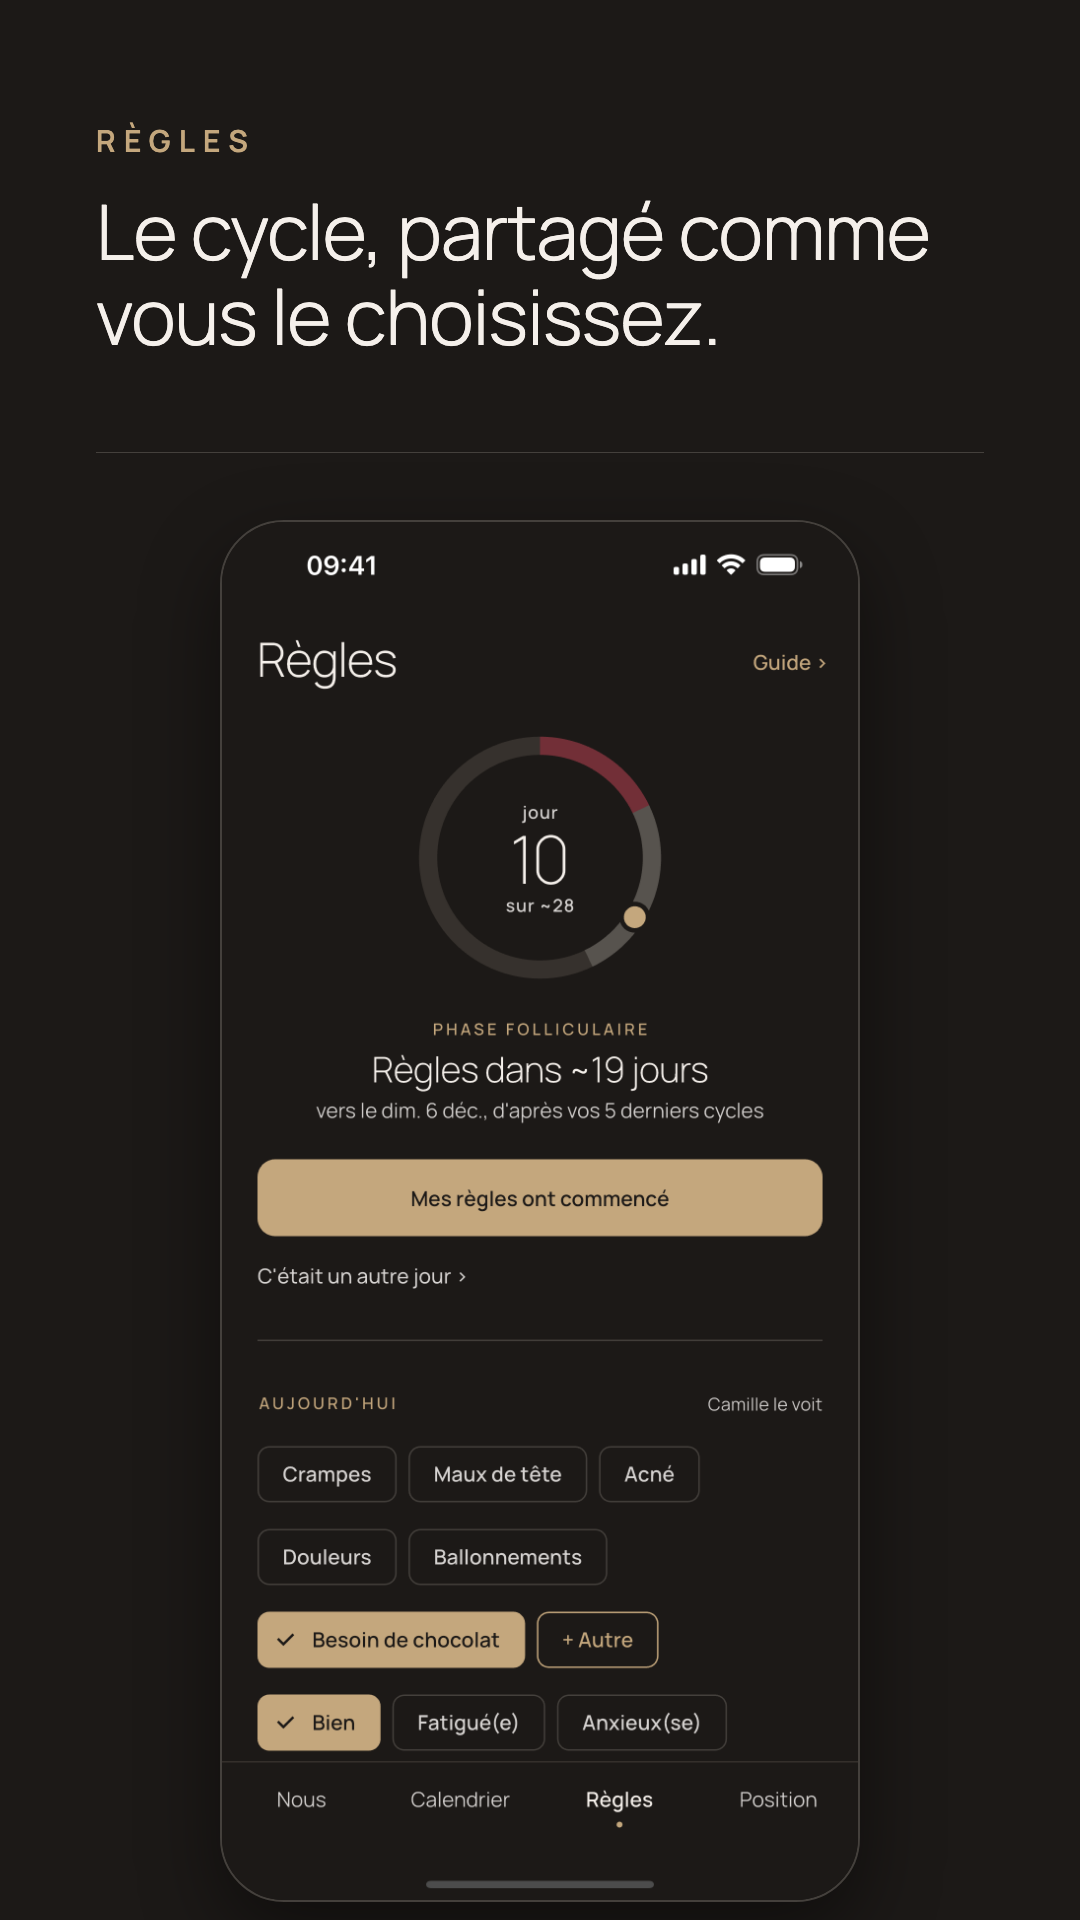 RÈGLES
Le cycle, partagé comme
vous le choisissez.
09:41
Règles
Guide ›
jour
10
sur ~28
PHASE FOLLICULAIRE
Règles dans ~19 jours
vers le dim. 6 déc., d'après vos 5 derniers cycles
Mes règles ont commencé
C'était un autre jour ›
AUJOURD'HUI
Camille le voit
Crampes
Maux de tête
Acné
Douleurs
Ballonnements
Besoin de chocolat
+ Autre
Bien
Fatigué(e)
Anxieux(se)
Nous
Calendrier
Règles
Position